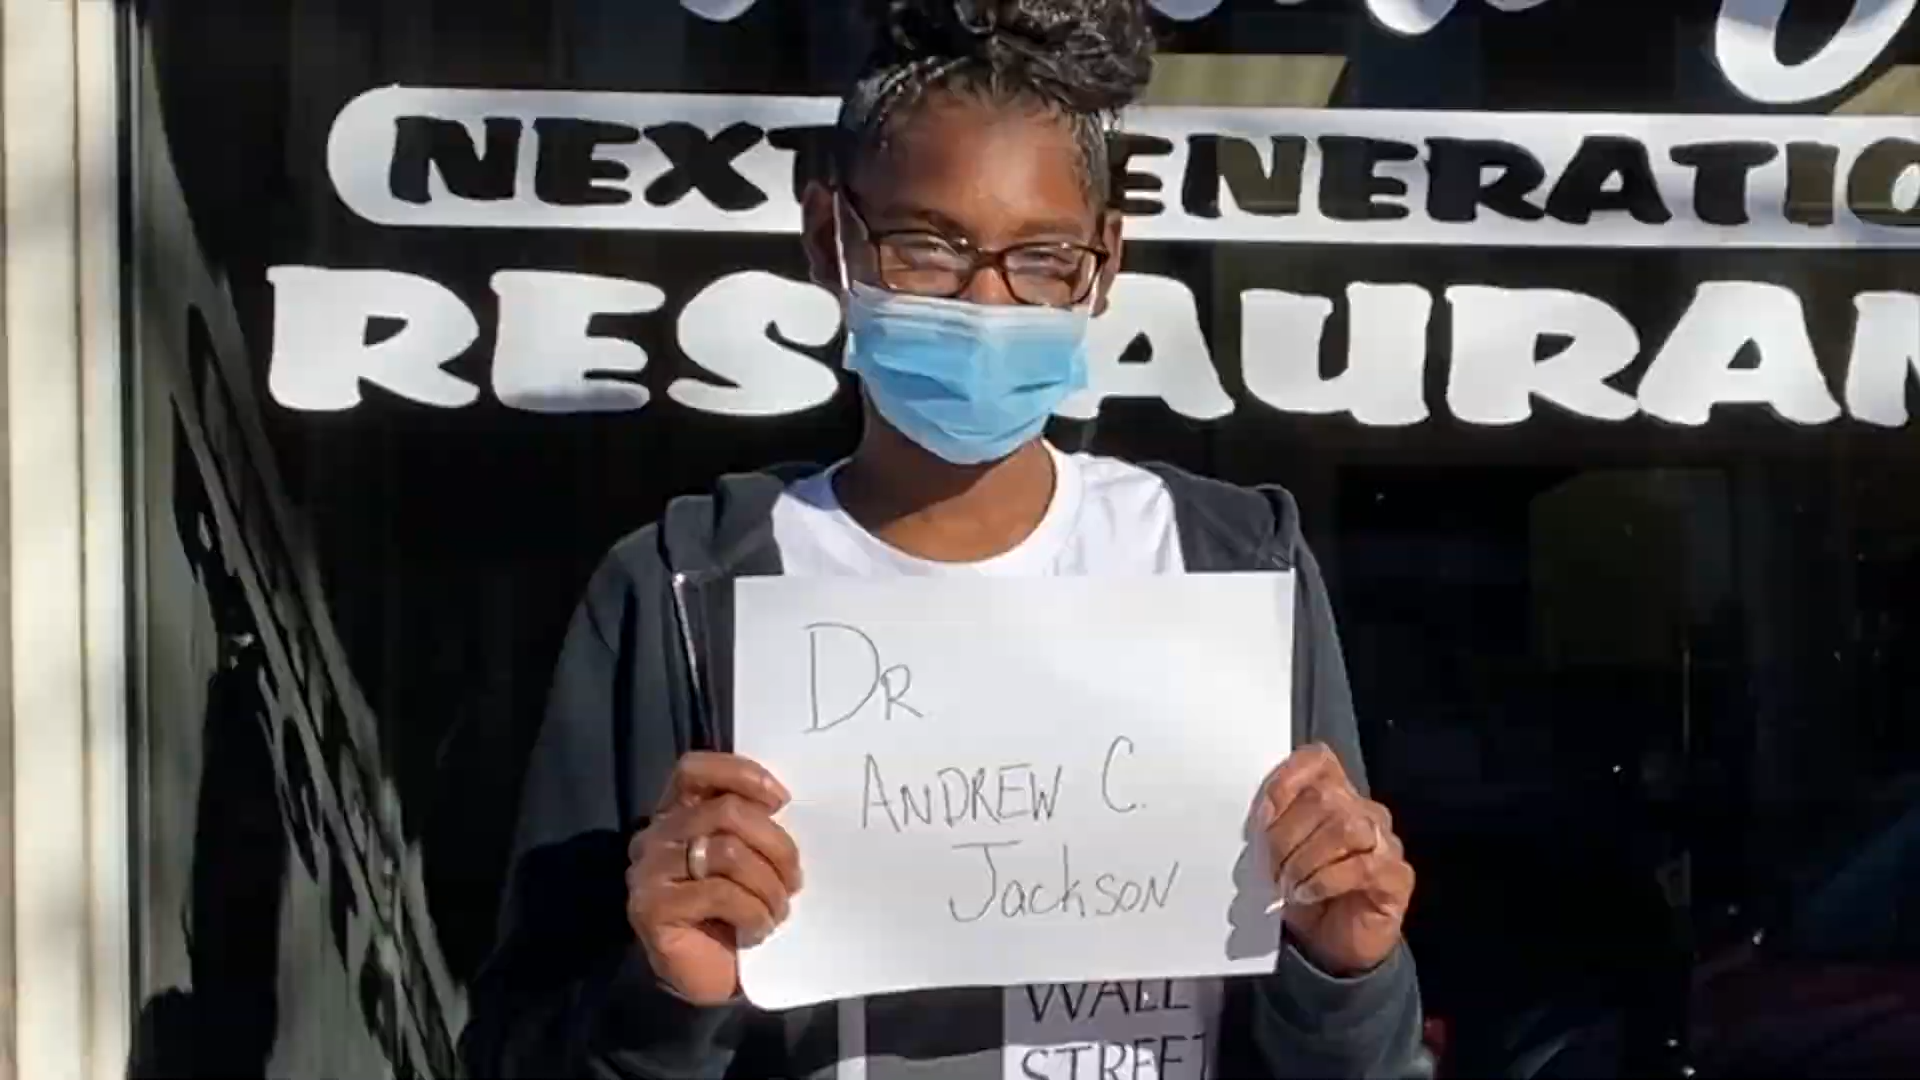 NEXT ENERATIO
RES AURAN
DR
ANDREW C.
Jackson
WALL
STREET